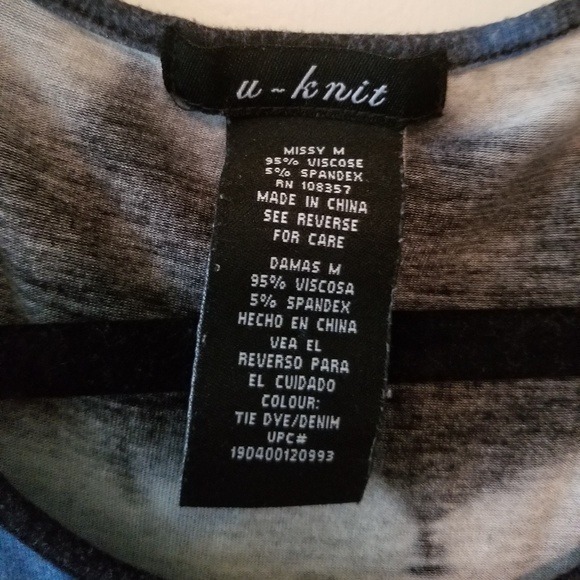 u-knit
MISSY M
95% VISCOSE
5% SPANDEX
RN 108357
MADE IN CHINA
SEE REVERSE
FOR CARE
DAMAS M
95% VISCOSA
5% SPANDEX
HECHO EN CHINA
VEA EL
REVERSO PARA
EL CUIDADO
COLOUR:
TIE DYE/DENIM
UPC#
190400120993